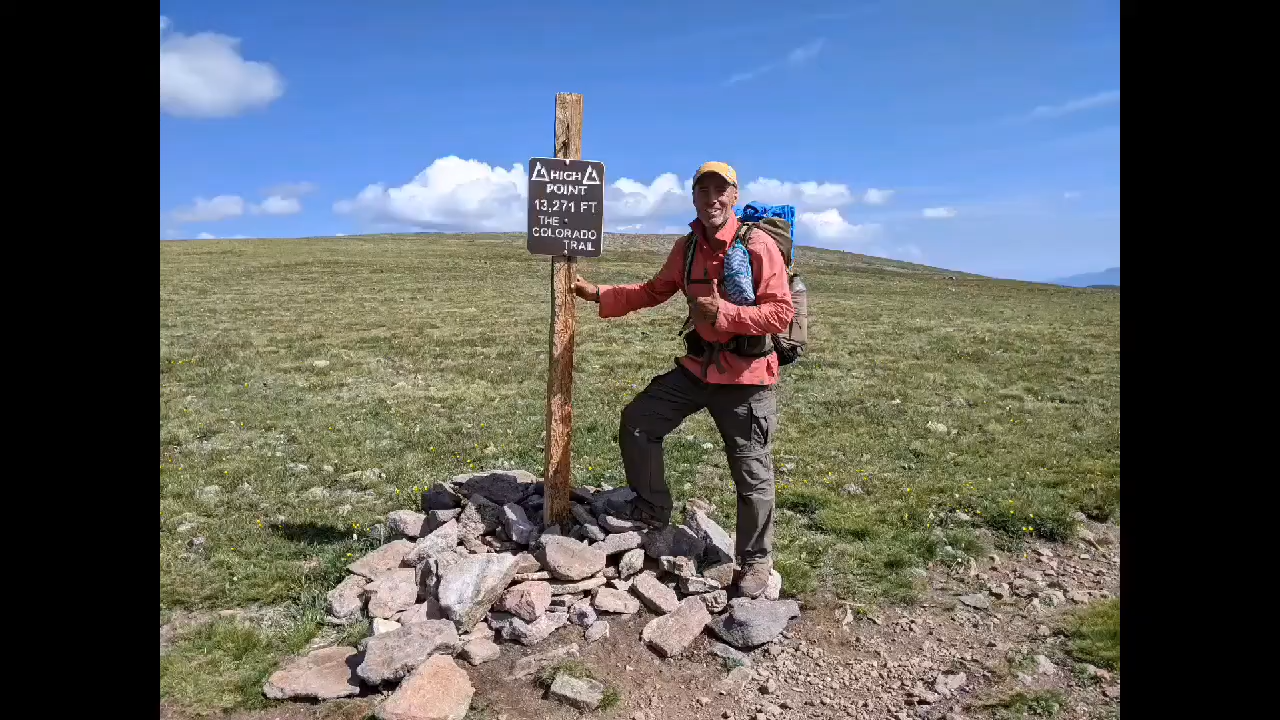 HIGH
POINT
13,271 FT
THE
COLORADO
TRAIL